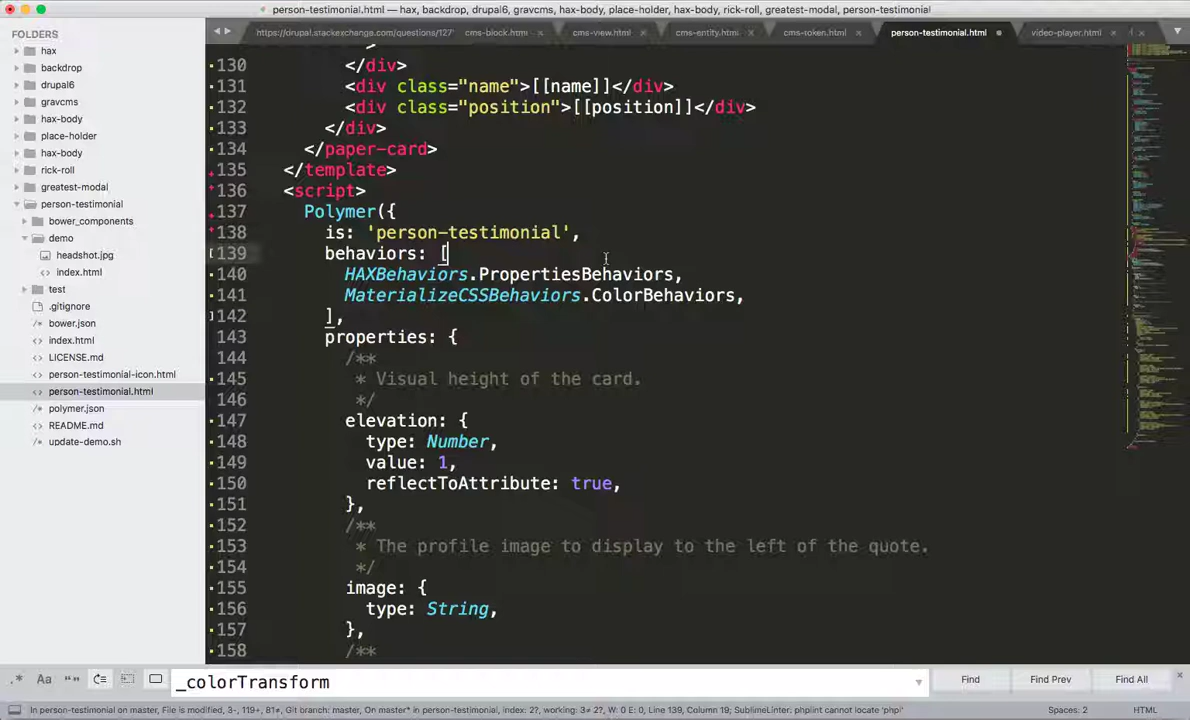 person-testimonial.html — hax, backdrop, drupal6, gravcms, hax-body, place-holder, hax-body, rick-roll, greatest-modal, person-testimonial
https://drupal.stackexchange.com/questions/127
cms-block.html
cms-view.html
cms-entity.html
cms-token.html
person-testimonial.html
video-player.html
FOLDERS
hax
backdrop
drupal6
gravcms
hax-body
place-holder
hax-body
rick-roll
greatest-modal
person-testimonial
bower_components
demo
headshot.jpg
index.html
test
.gitignore
bower.json
index.html
LICENSE.md
person-testimonial-icon.html
person-testimonial.html
polymer.json
README.md
update-demo.sh
>
130 </div>
131 <div class="name">[[name]]</div>
132 <div class="position">[[position]]</div>
133 </div>
134 </paper-card>
135 </template>
136 <script>
137 Polymer({
138 is: 'person-testimonial',
139 behaviors: [
140 HAXBehaviors.PropertiesBehaviors,
141 MaterializeCSSBehaviors.ColorBehaviors,
142 ],
143 properties: {
144 /**
145 * Visual height of the card.
146 */
147 elevation: {
148 type: Number,
149 value: 1,
150 reflectToAttribute: true,
151 },
152 /**
153 * The profile image to display to the left of the quote.
154 */
155 image: {
156 type: String,
157 },
158 /**
.* Aa “” _colorTransform Find Find Prev Find All
In person-testimonial on master, File is modified, 3-, 119+, 81≠, Git branch: master, On master* in person-testimonial, index: 2?, working: 3≠ 2?, W: 0 E: 0, Line 139, Column 19; SublimeLinter: phplint cannot locate 'php' Spaces: 2 HTML